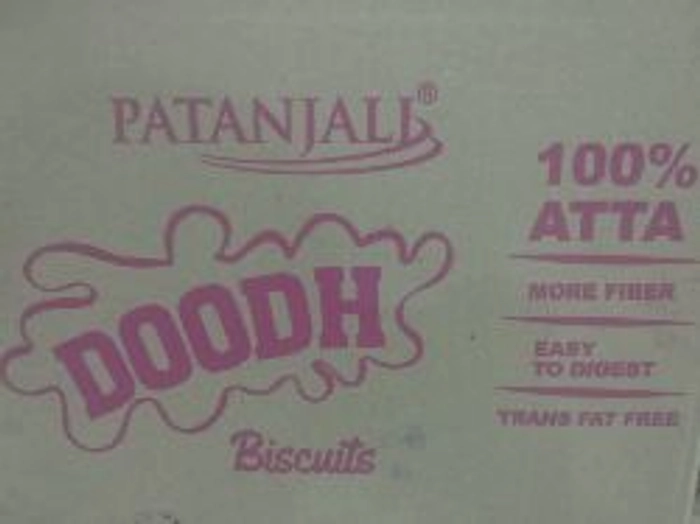 PATANJALI®
DOODH
Biscuits
100%
ATTA
MORE FIBER
EASY
TO DIGEST
TRANS FAT FREE